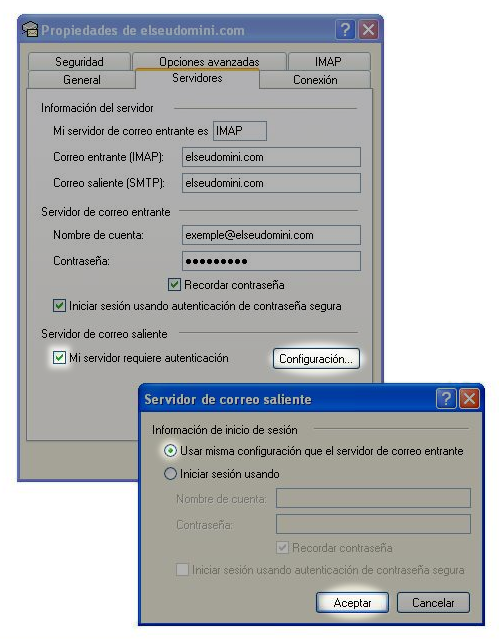 Propiedades de elseudomini.com
Seguridad Opciones avanzadas IMAP
General Servidores Conexión
Información del servidor
Mi servidor de correo entrante es IMAP
Correo entrante (IMAP): elseudomini.com
Correo saliente (SMTP): elseudomini.com
Servidor de correo entrante
Nombre de cuenta: exemple@elseudomini.com
Contraseña: ●●●●●●●●●
Recordar contraseña
Iniciar sesión usando autenticación de contraseña segura
Servidor de correo saliente
Mi servidor requiere autenticación Configuración...
Servidor de correo saliente
Información de inicio de sesión
Usar misma configuración que el servidor de correo entrante
Iniciar sesión usando
Nombre de cuenta:
Contraseña:
Recordar contraseña
Iniciar sesión usando autenticación de contraseña segura
Aceptar Cancelar